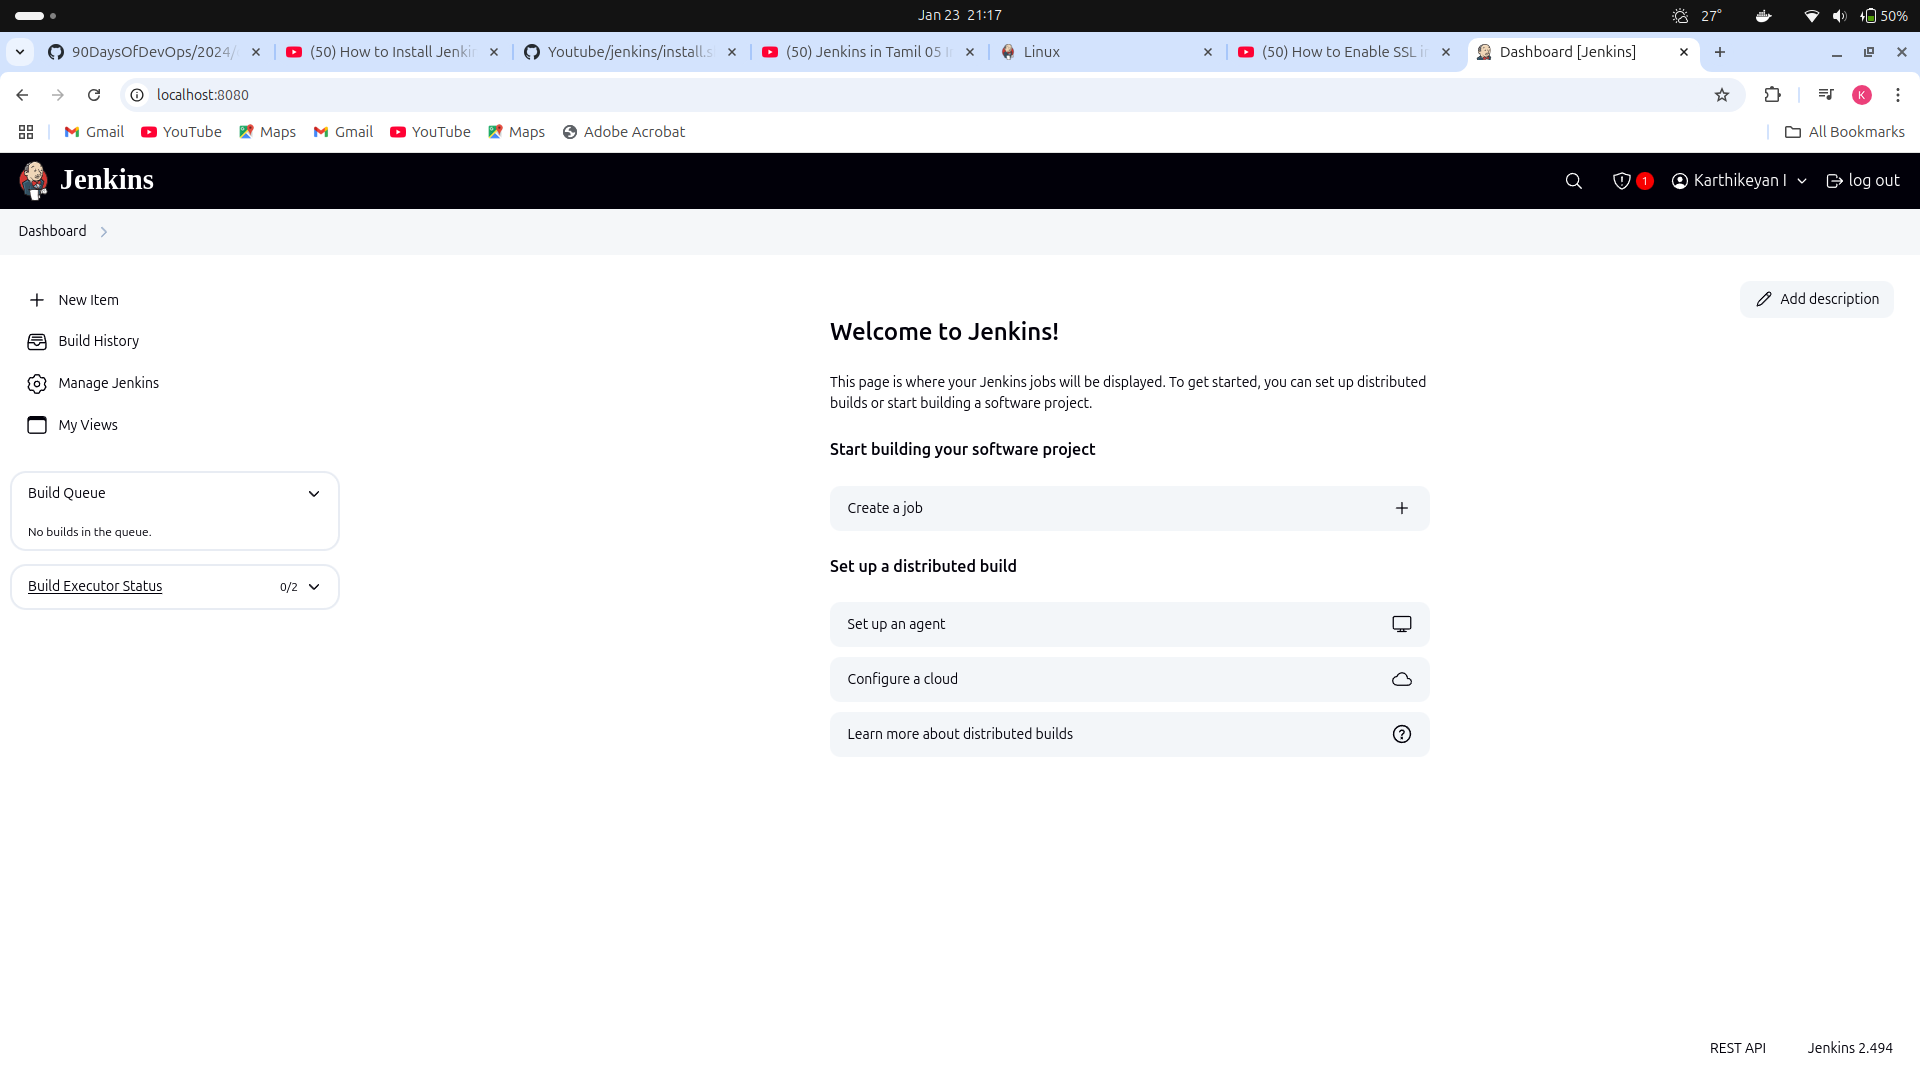 Jan 23 21:17
27°
50%
90DaysOfDevOps/2024/
(50) How to Install Jenkin
Youtube/jenkins/install.s
(50) Jenkins in Tamil 05
Linux
(50) How to Enable SSL in
Dashboard [Jenkins]
localhost:8080
K
Gmail
YouTube
Maps
Gmail
YouTube
Maps
Adobe Acrobat
All Bookmarks
Jenkins
1
Karthikeyan I
log out
Dashboard
New Item
Build History
Manage Jenkins
My Views
Build Queue
No builds in the queue.
Build Executor Status
0/2
Add description
Welcome to Jenkins!
This page is where your Jenkins jobs will be displayed. To get started, you can set up distributed
builds or start building a software project.
Start building your software project
Create a job
Set up a distributed build
Set up an agent
Configure a cloud
Learn more about distributed builds
REST API
Jenkins 2.494